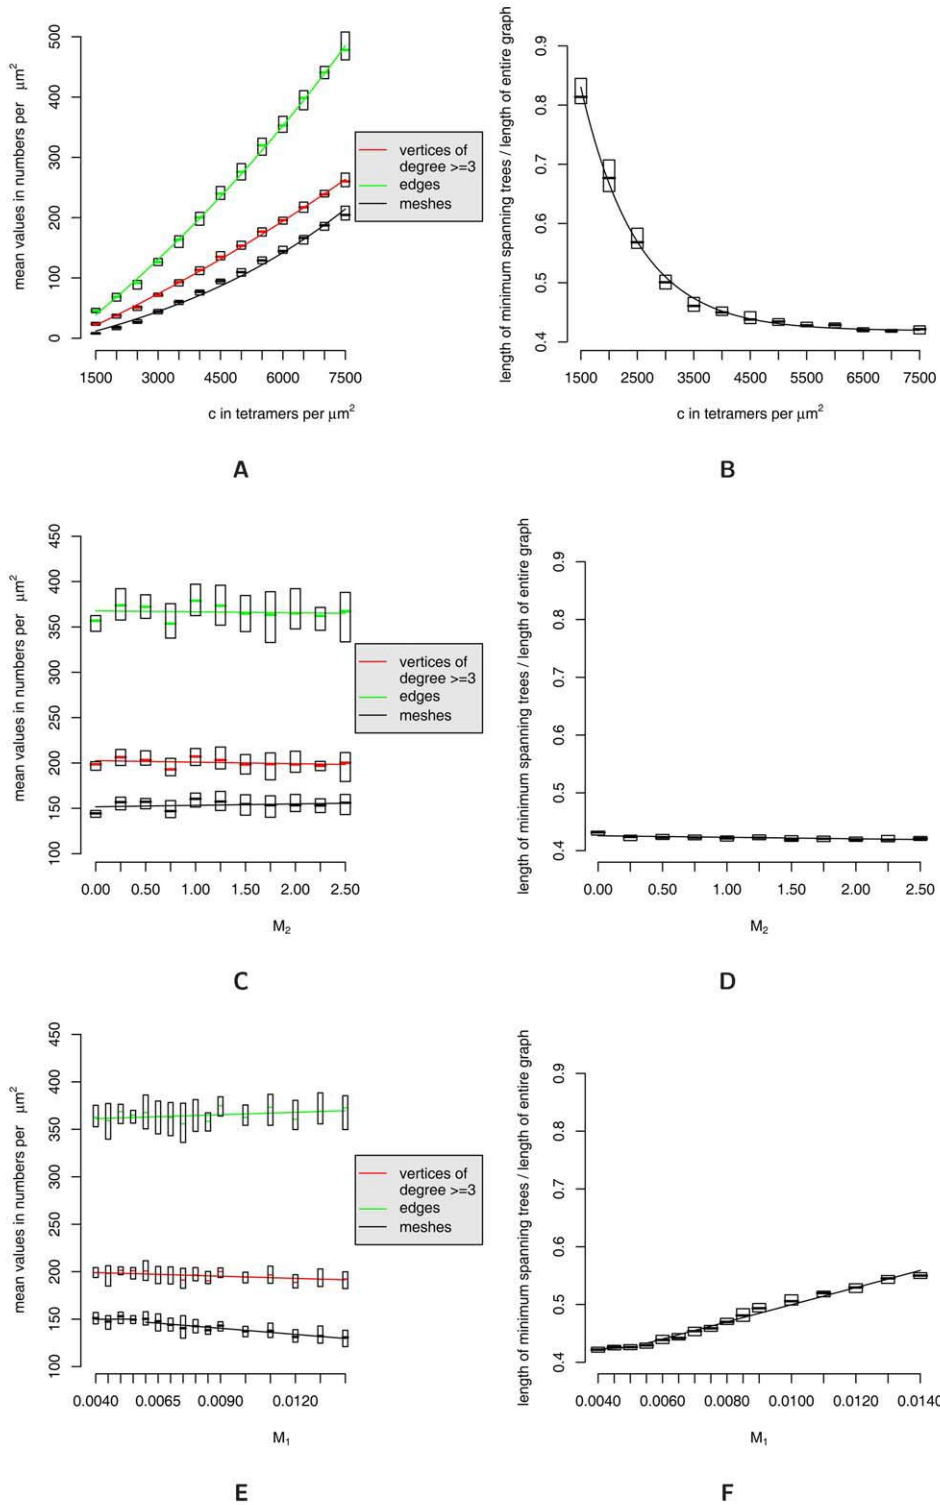 mean values in numbers per μm²
500
400
300
200
100
0
1500 3000 4500 6000 7500
c in tetramers per μm²
vertices of
degree >=3
edges
meshes
A
length of minimum spanning trees / length of entire graph
0.9
0.8
0.7
0.6
0.5
0.4
1500 2500 3500 4500 5500 6500 7500
c in tetramers per μm²
B
mean values in numbers per μm²
450
400
350
300
250
200
150
100
0.00 0.50 1.00 1.50 2.00 2.50
M₂
vertices of
degree >=3
edges
meshes
C
length of minimum spanning trees / length of entire graph
0.9
0.8
0.7
0.6
0.5
0.4
0.00 0.50 1.00 1.50 2.00 2.50
M₂
D
mean values in numbers per μm²
450
400
350
300
250
200
150
100
0.0040 0.0065 0.0090 0.0120
M₁
vertices of
degree >=3
edges
meshes
E
length of minimum spanning trees / length of entire graph
0.9
0.8
0.7
0.6
0.5
0.4
0.0040 0.0060 0.0080 0.0100 0.0120 0.0140
M₁
F